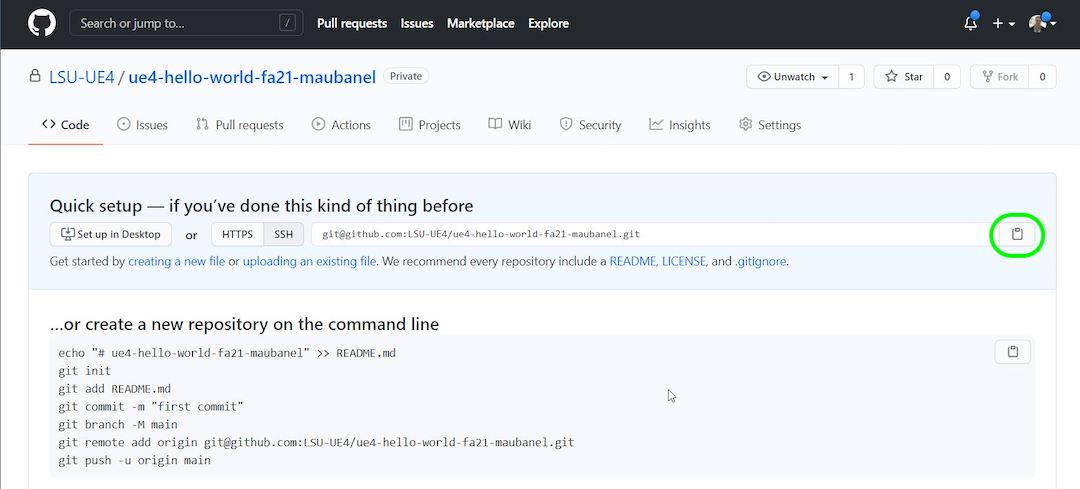 Search or jump to... / Pull requests Issues Marketplace Explore
LSU-UE4 / ue4-hello-world-fa21-maubanel Private Unwatch 1 Star 0 Fork 0
Code Issues Pull requests Actions Projects Wiki Security Insights Settings
Quick setup — if you've done this kind of thing before
Set up in Desktop or HTTPS SSH git@github.com:LSU-UE4/ue4-hello-world-fa21-maubanel.git
Get started by creating a new file or uploading an existing file. We recommend every repository include a README, LICENSE, and .gitignore.
...or create a new repository on the command line
echo "# ue4-hello-world-fa21-maubanel" >> README.md
git init
git add README.md
git commit -m "first commit"
git branch -M main
git remote add origin git@github.com:LSU-UE4/ue4-hello-world-fa21-maubanel.git
git push -u origin main